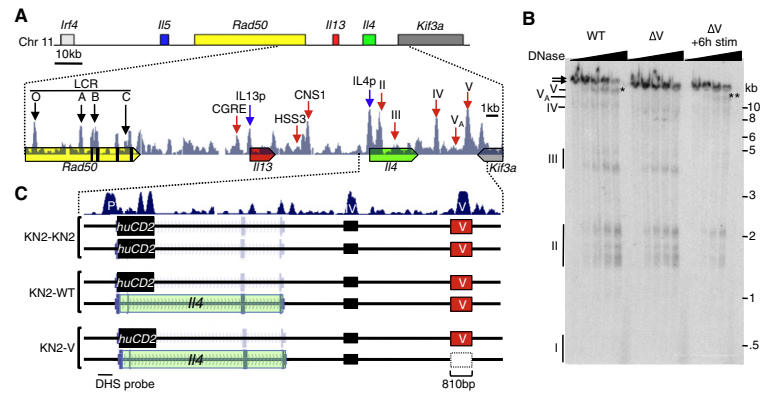 A
Irf4 Il5 Rad50 Il13 Il4 Kif3a
Chr 11
10kb
LCR
O A B C
CGRE
IL13p
HSS3
CNS1
IL4p
II
III
IV
VA
V
1kb
Rad50 Il13 Il4 Kif3a
B
WT ΔV ΔV
+6h stim
DNase
V
VA
IV
III
II
I
*
**
kb
10
8
6
5
3
2
1
.5
C
P V V
KN2-KN2
huCD2 V
huCD2 V
KN2-WT
huCD2 V
Il4 V
KN2-V
huCD2 V
Il4
DHS probe
810bp